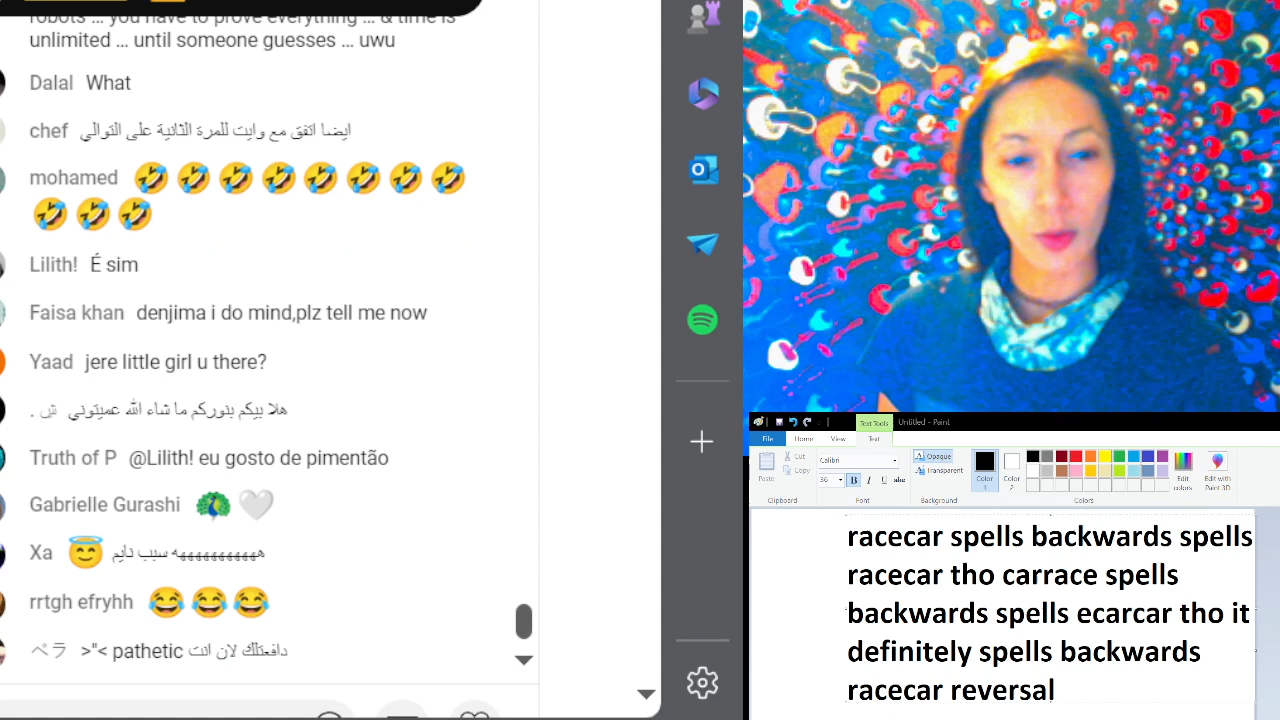 robots … you have to prove everything … & time is
unlimited … until someone guesses … uwu
Dalal What
chef ايضا اتفق مع وايت للمرة الثانية على التوالي
mohamed 🤣🤣🤣🤣🤣🤣🤣🤣
🤣🤣🤣
Lilith! É sim
Faisa khan denjima i do mind,plz tell me now
Yaad jere little girl u there?
ش . هلا بيكم بنوركم ما شاء الله عميتوني
Truth of P @Lilith! eu gosto de pimentão
Gabrielle Gurashi 🦚🤍
Xa 😇 هههههههههههه سبب نايم
rrtgh efryhh 😂😂😂
ペラ >"< pathetic دافعتلك لان انت
Untitled - Paint
Text Tools
File Home View Text
Paste
Cut
Copy
Clipboard
Calibri
36
B I U abc
Font
Opaque
Transparent
Background
Color 1
Color 2
Edit colors
Edit with Paint 3D
Colors
racecar spells backwards spells
racecar tho carrace spells
backwards spells ecarcar tho it
definitely spells backwards
racecar reversal